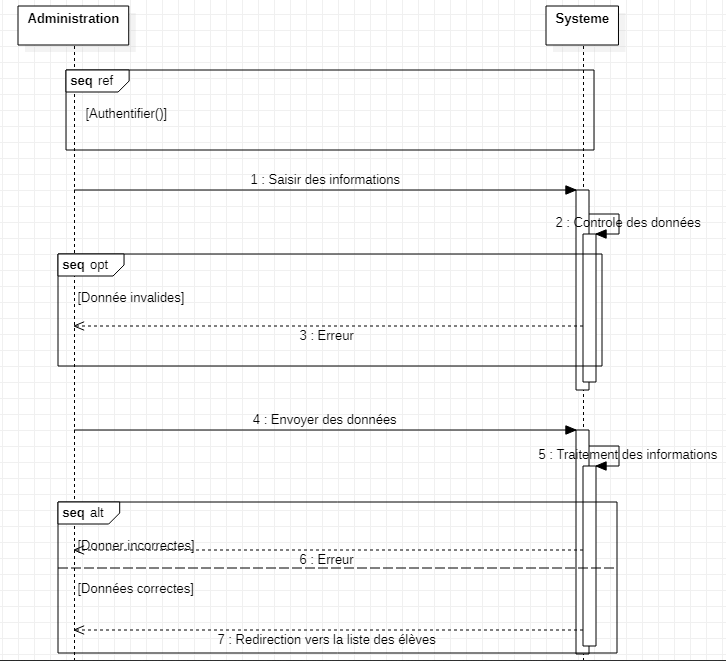 Administration
Systeme
seq ref
[Authentifier()]
1 : Saisir des informations
2 : Controle des données
seq opt
[Donnée invalides]
3 : Erreur
4 : Envoyer des données
5 : Traitement des informations
seq alt
[Donner incorrectes]
6 : Erreur
[Données correctes]
7 : Redirection vers la liste des élèves